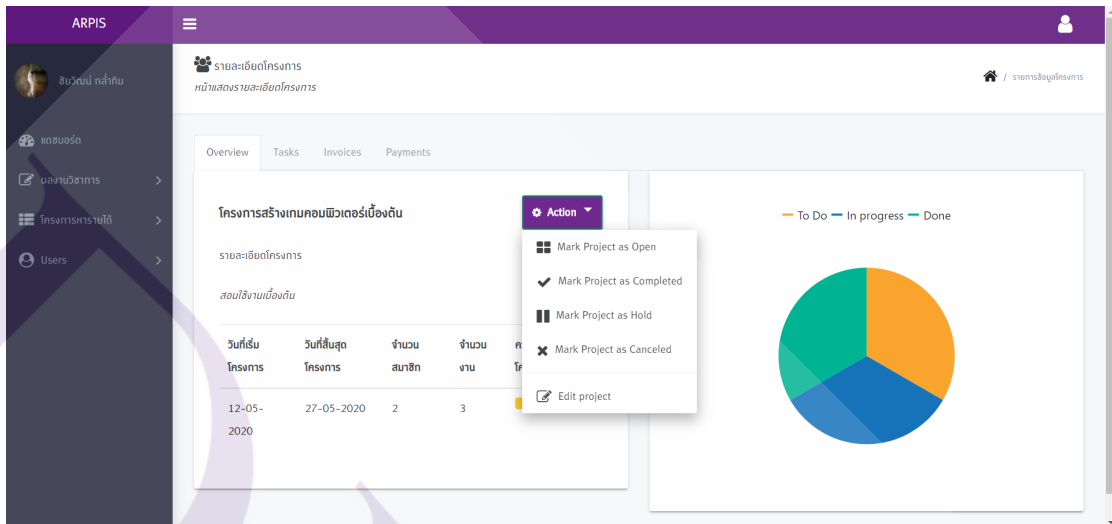 ARPIS
ชัยวัฒน์ กล่ำทิม
รายละเอียดโครงการ
หน้าแสดงรายละเอียดโครงการ
/ รายการข้อมูลโครงการ
แดชบอร์ด
ผลงานวิชาการ
โครงการหารายได้
Users
Overview Tasks Invoices Payments
โครงการสร้างเกมคอมพิวเตอร์เบื้องต้น
Action
รายละเอียดโครงการ
สอนใช้งานเบื้องต้น
Mark Project as Open
Mark Project as Completed
Mark Project as Hold
Mark Project as Canceled
Edit project
วันที่เริ่ม วันที่สิ้นสุด จำนวน จำนวน
โครงการ โครงการ สมาชิก งาน
12-05- 27-05-2020 2 3
2020
To Do In progress Done